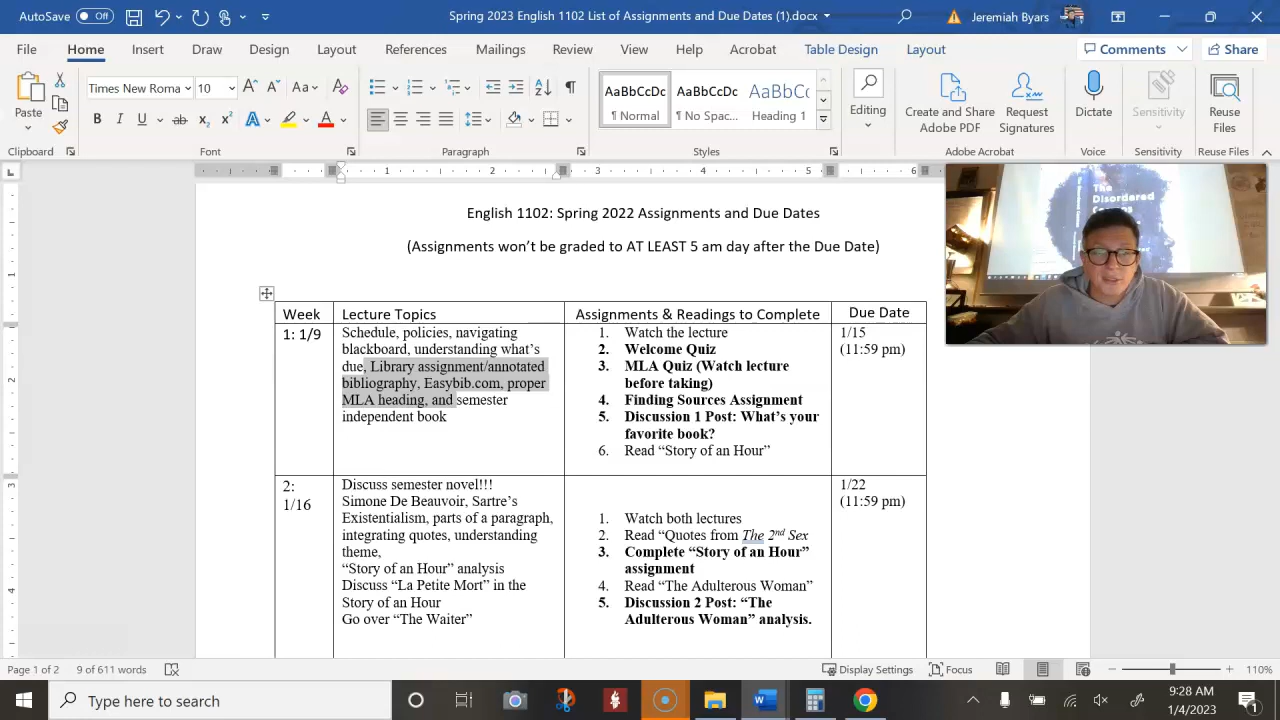 AutoSave Off Spring 2023 English 1102 List of Assignments and Due Dates (1).docx Jeremiah Byars
File Home Insert Draw Design Layout References Mailings Review View Help Acrobat Table Design Layout Comments Share
Times New Roma 10
Paste
Clipboard Font Paragraph
AaBbCcDc AaBbCcDc AaBbCc
¶ Normal ¶ No Spac... Heading 1
Styles
Editing
Create and Share Adobe PDF
Request Signatures
Adobe Acrobat
Dictate
Voice
Sensitivity
Sensitivity
Reuse Files
Reuse Files
1 2 3 4 5 6
The
Disordered
English 1102: Spring 2022 Assignments and Due Dates
(Assignments won’t be graded to AT LEAST 5 am day after the Due Date)
Week Lecture Topics Assignments & Readings to Complete Due Date
1: 1/9
Schedule, policies, navigating
blackboard, understanding what’s
due, Library assignment/annotated
bibliography, Easybib.com, proper
MLA heading, and semester
independent book
1. Watch the lecture
2. Welcome Quiz
3. MLA Quiz (Watch lecture
before taking)
4. Finding Sources Assignment
5. Discussion 1 Post: What’s your
favorite book?
6. Read “Story of an Hour”
1/15
(11:59 pm)
2:
1/16
Discuss semester novel!!!
Simone De Beauvoir, Sartre’s
Existentialism, parts of a paragraph,
integrating quotes, understanding
theme,
“Story of an Hour” analysis
Discuss “La Petite Mort” in the
Story of an Hour
Go over “The Waiter”
1. Watch both lectures
2. Read “Quotes from The 2nd Sex
3. Complete “Story of an Hour”
assignment
4. Read “The Adulterous Woman”
5. Discussion 2 Post: “The
Adulterous Woman” analysis.
1/22
(11:59 pm)
Page 1 of 2 9 of 611 words Display Settings Focus 110%
Type here to search
9:28 AM
1/4/2023